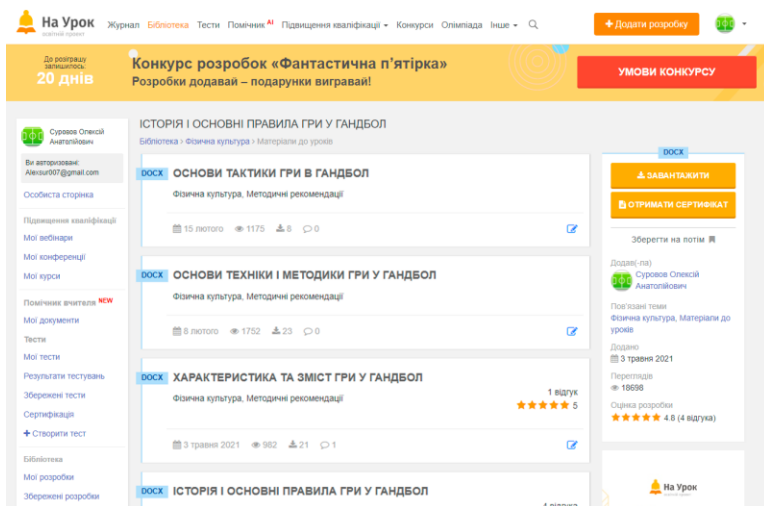 На Урок
освітній проект
Журнал Бібліотека Тести Помічник AI Підвищення кваліфікації Конкурси Олімпіада Інше
+ Додати розробку
До розіграшу
залишилось:
20 днів
Конкурс розробок «Фантастична п’ятірка»
Розробки додавай – подарунки вигравай!
УМОВИ КОНКУРСУ
Суровов Олексій
Анатолійович
Ви авторизовані:
Alexsur007@gmail.com
Особиста сторінка
Підвищення кваліфікації
Мої вебінари
Мої конференції
Мої курси
Помічник вчителя NEW
Мої документи
Тести
Мої тести
Результати тестувань
Збережені тести
Сертифікація
+ Створити тест
Бібліотека
Мої розробки
Збережені розробки
ІСТОРІЯ І ОСНОВНІ ПРАВИЛА ГРИ У ГАНДБОЛ
Бібліотека › Фізична культура › Матеріали до уроків
DOCX ОСНОВИ ТАКТИКИ ГРИ В ГАНДБОЛ
Фізична культура, Методичні рекомендації
15 лютого 1175 8 0
DOCX ОСНОВИ ТЕХНІКИ І МЕТОДИКИ ГРИ У ГАНДБОЛ
Фізична культура, Методичні рекомендації
8 лютого 1752 23 0
DOCX ХАРАКТЕРИСТИКА ТА ЗМІСТ ГРИ У ГАНДБОЛ
Фізична культура, Методичні рекомендації
1 відгук
5
3 травня 2021 982 21 1
DOCX ІСТОРІЯ І ОСНОВНІ ПРАВИЛА ГРИ У ГАНДБОЛ
DOCX
ЗАВАНТАЖИТИ
ОТРИМАТИ СЕРТИФІКАТ
Зберегти на потім
Додав(-ла)
Суровов Олексій
Анатолійович
Пов’язані теми
Фізична культура, Матеріали до
уроків
Додано
3 травня 2021
Переглядів
18698
Оцінка розробки
4.8 (4 відгука)
На Урок
освітній проект